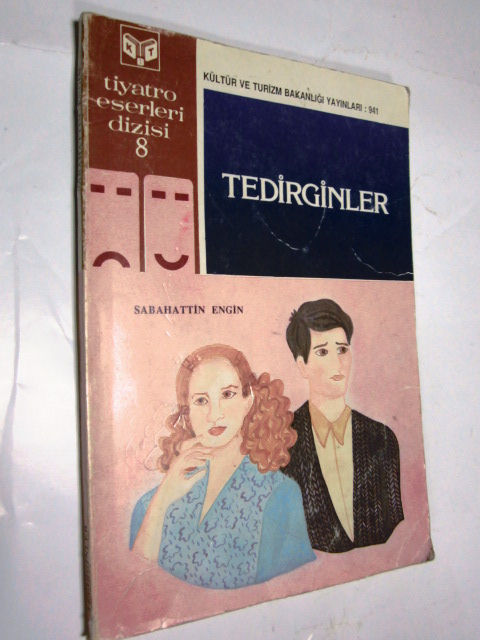 K T
B
tiyatro
eserleri
dizisi
8
KÜLTÜR VE TURİZM BAKANLIĞI YAYINLARI : 941
TEDİRGİNLER
SABAHATTİN ENGİN